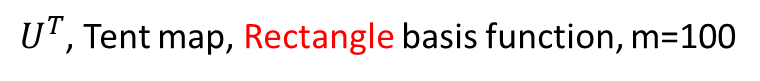 $U^T$, Tent map, Rectangle basis function, m=100